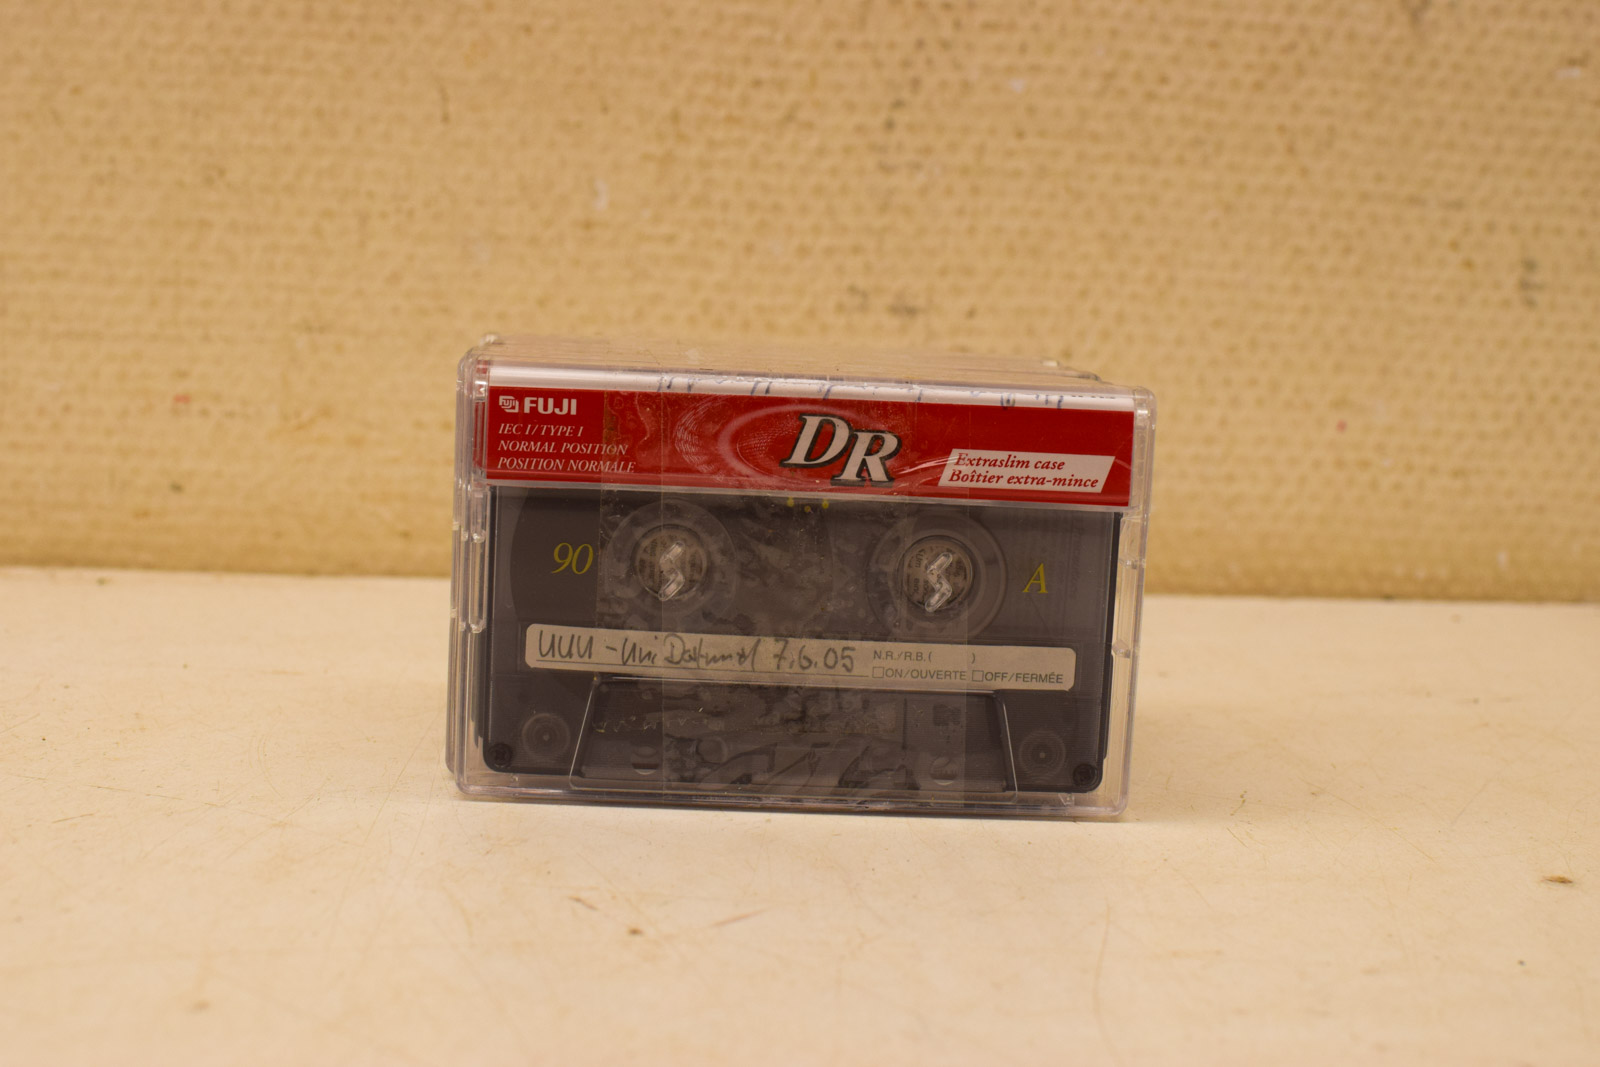 FUJI
IEC I/TYPE I
NORMAL POSITION
POSITION NORMALE
DR
Extraslim case
Boîtier extra-mince
90
A
UUU - Uni Dortmund 7.6.05
N.R./R.B. ( )
ON/OUVERTE OFF/FERMÉE